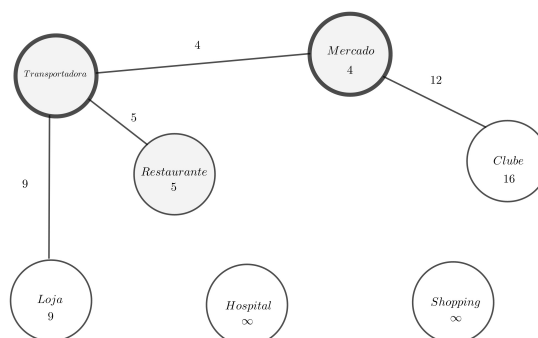 4
Mercado
4
Transportadora
12
5
Restaurante
5
Clube
16
9
Loja
9
Hospital
∞
Shopping
∞